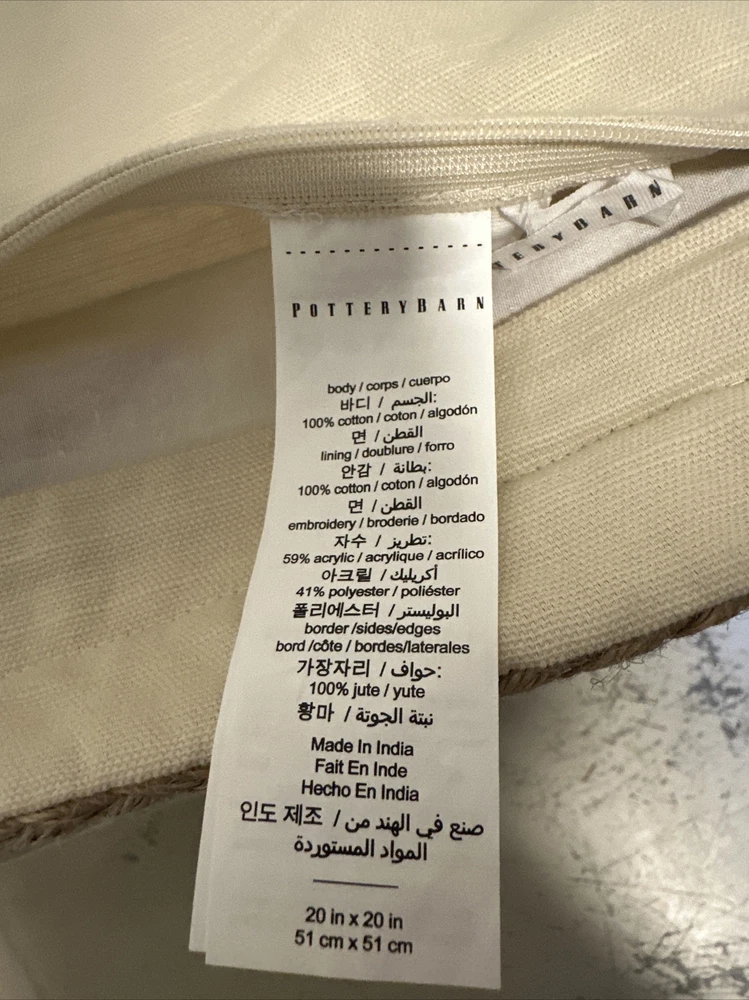 POTTERYBARN
TERYBARN
body / corps / cuerpo
바디 / الجسم:
100% cotton / coton / algodón
면 / القطن
lining / doublure / forro
안감 / بطانة:
100% cotton / coton / algodón
면 / القطن
embroidery / broderie / bordado
자수 / تطريز:
59% acrylic / acrylique / acrílico
아크릴 / أكريليك
41% polyester / poliéster
폴리에스터 / البوليستر
border /sides/edges
bord /côte / bordes/laterales
가장자리 / حواف:
100% jute / yute
황마 / نبتة الجوتة
Made In India
Fait En Inde
Hecho En India
인도 제조 / صنع في الهند من
المواد المستوردة
20 in x 20 in
51 cm x 51 cm